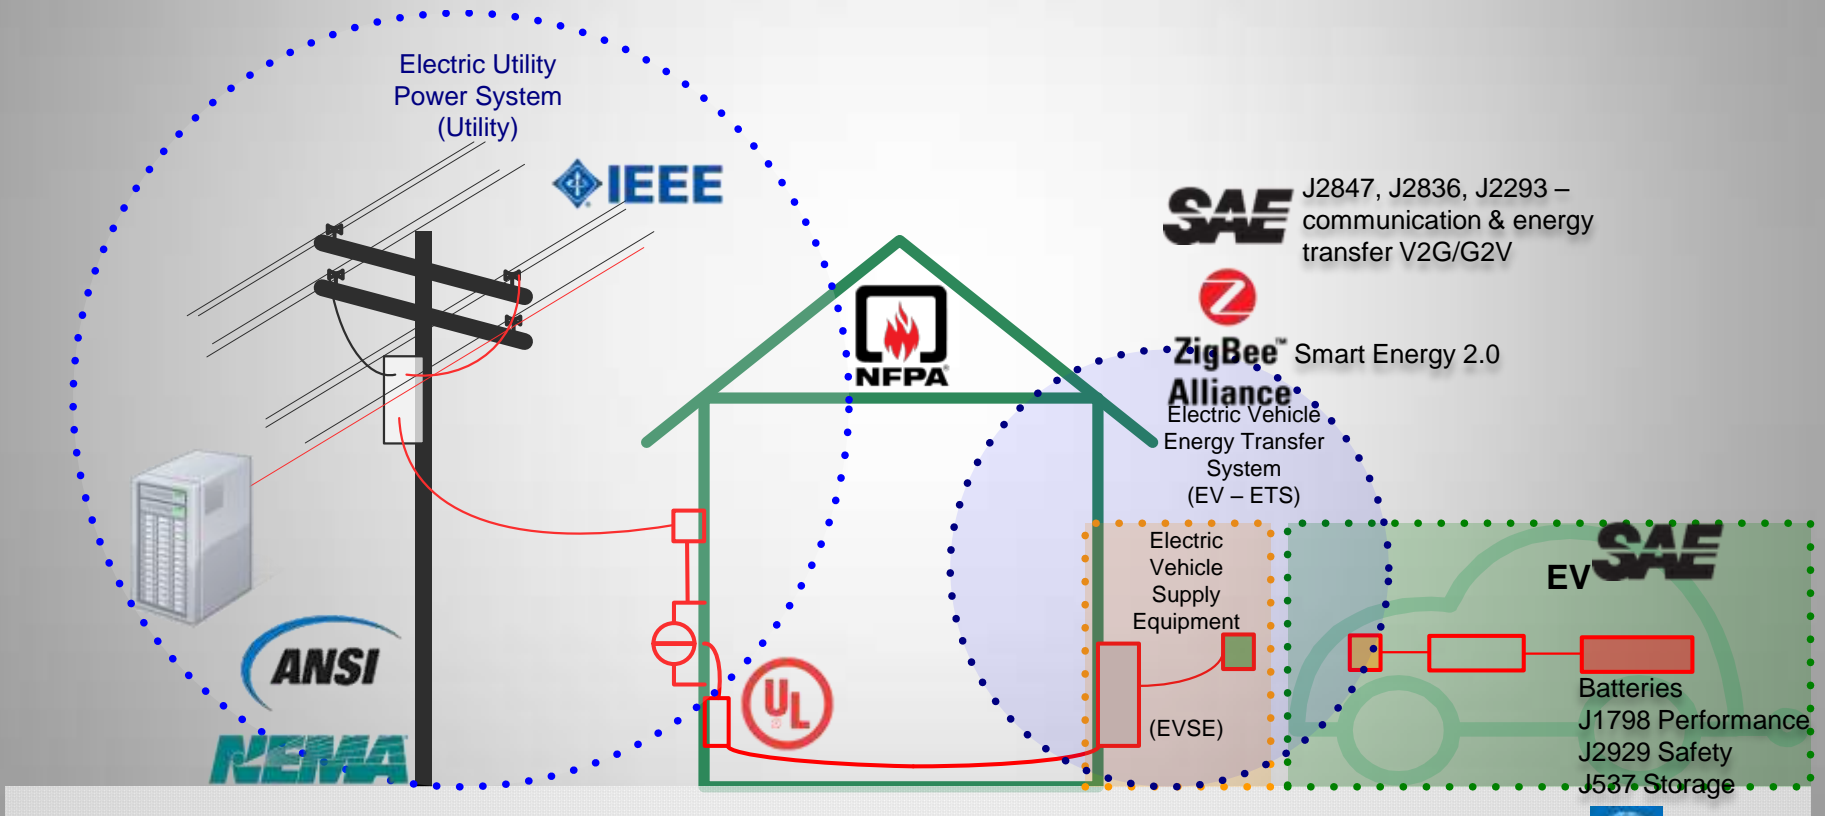 Electric Utility
Power System
(Utility)
IEEE
SAE
J2847, J2836, J2293 –
communication & energy
transfer V2G/G2V
NFPA
ZigBee™
Alliance
Smart Energy 2.0
Electric Vehicle
Energy Transfer
System
(EV – ETS)
Electric
Vehicle
Supply
Equipment
(EVSE)
EV
SAE
ANSI
NEMA
UL
Batteries
J1798 Performance
J2929 Safety
J537 Storage